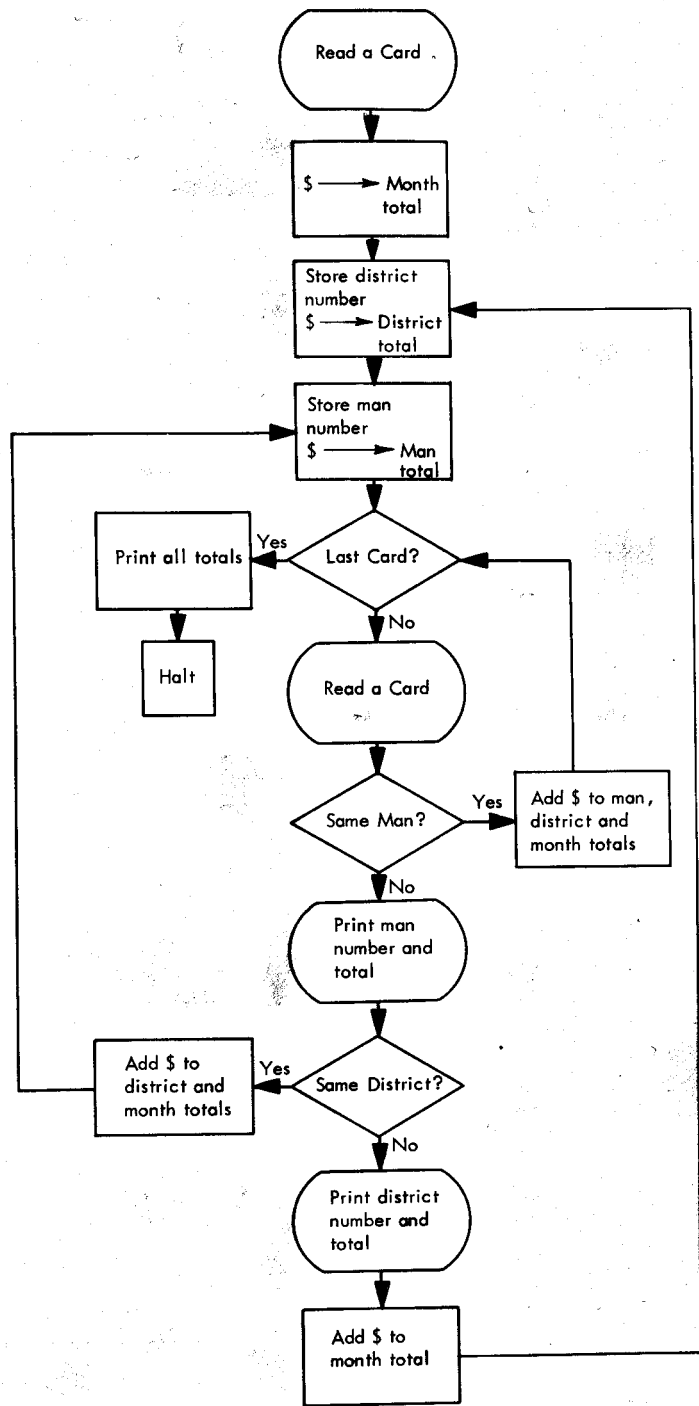 Read a Card
$ → Month
total
Store district
number
$ → District
total
Store man
number
$ → Man
total
Last Card?
Yes
Print all totals
No
Halt
Read a Card
Same Man?
Yes
Add $ to man,
district and
month totals
No
Print man
number and
total
Same District?
Yes
Add $ to
district and
month totals
No
Print district
number and
total
Add $ to
month total